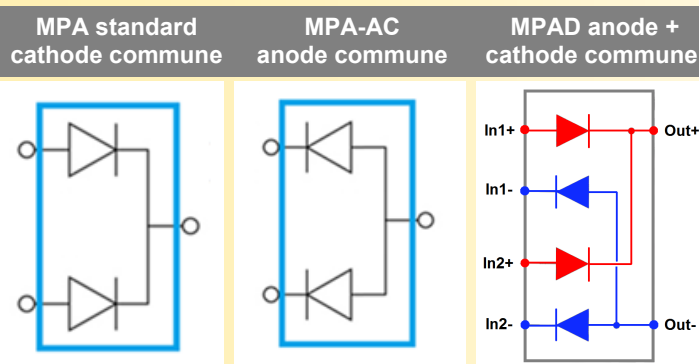 MPA standard
cathode commune
MPA-AC
anode commune
MPAD anode +
cathode commune
In1+
Out+
In1-
In2+
In2-
Out-